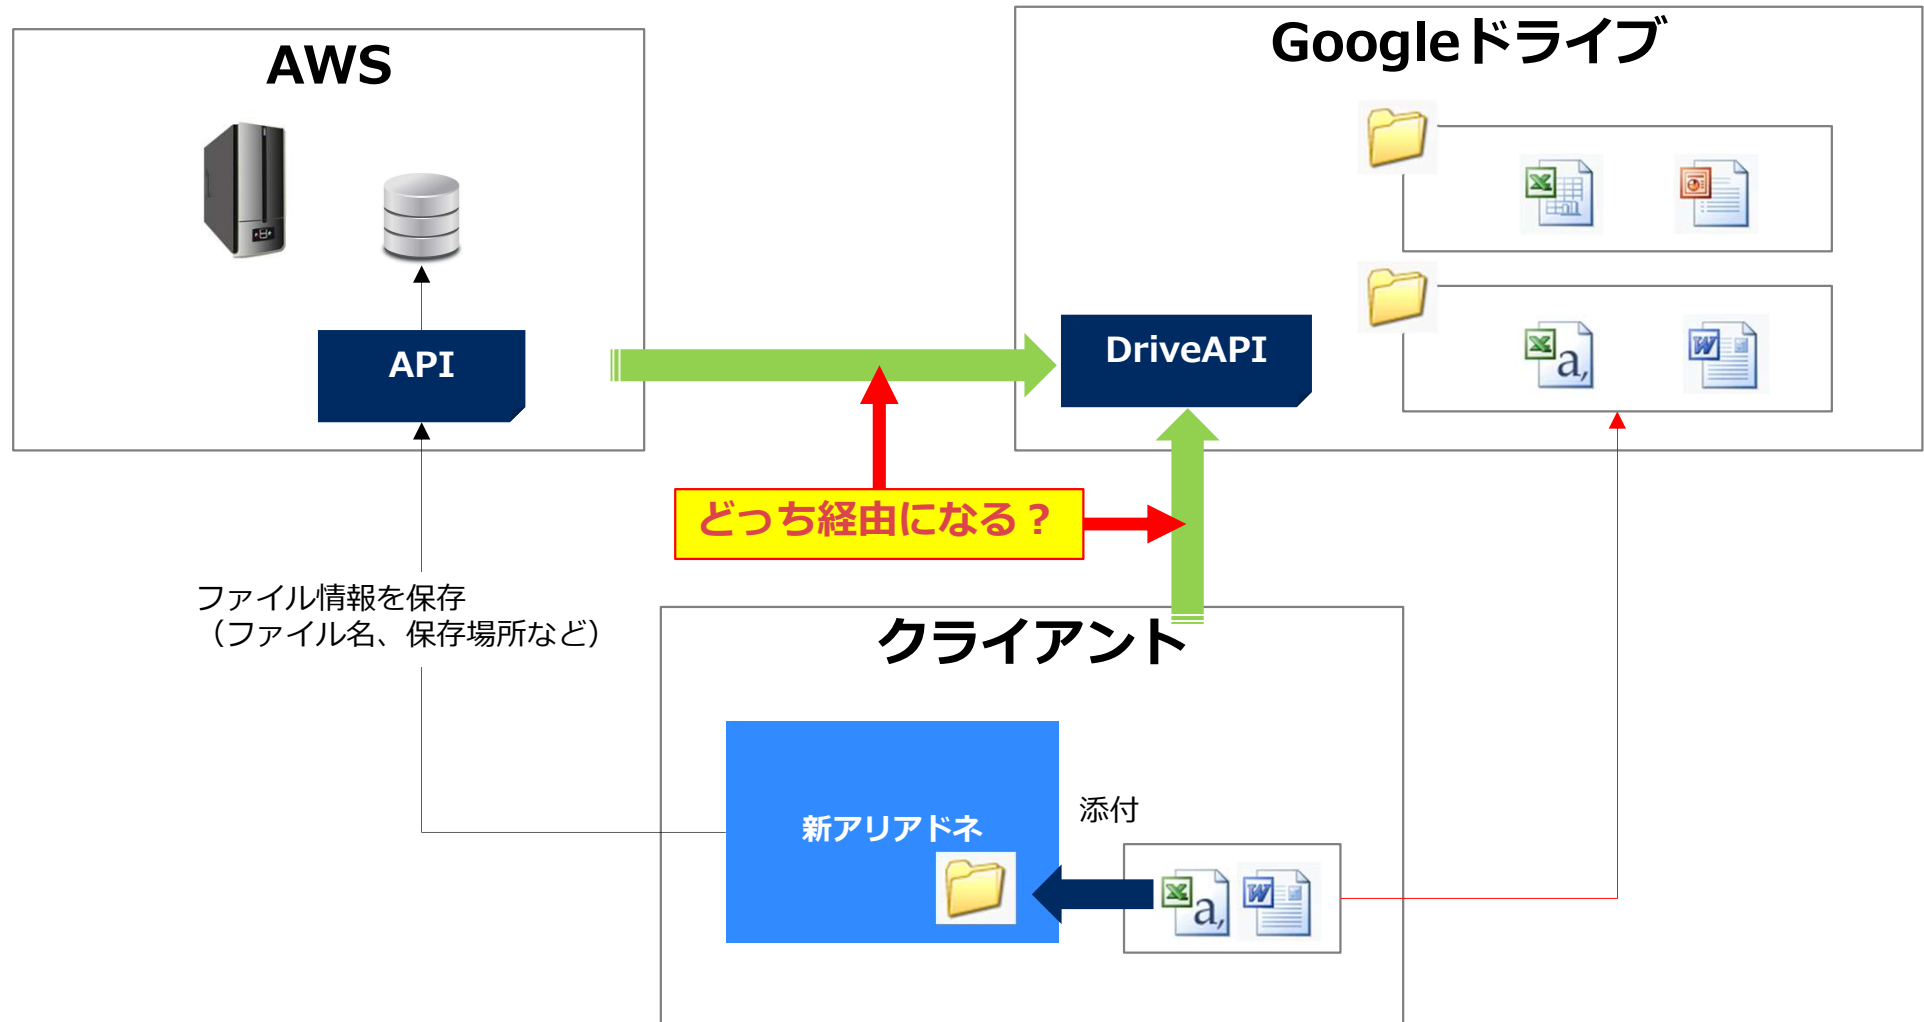 AWS
Googleドライブ
API
DriveAPI
どっち経由になる？
ファイル情報を保存
（ファイル名、保存場所など）
クライアント
新アリアドネ
添付